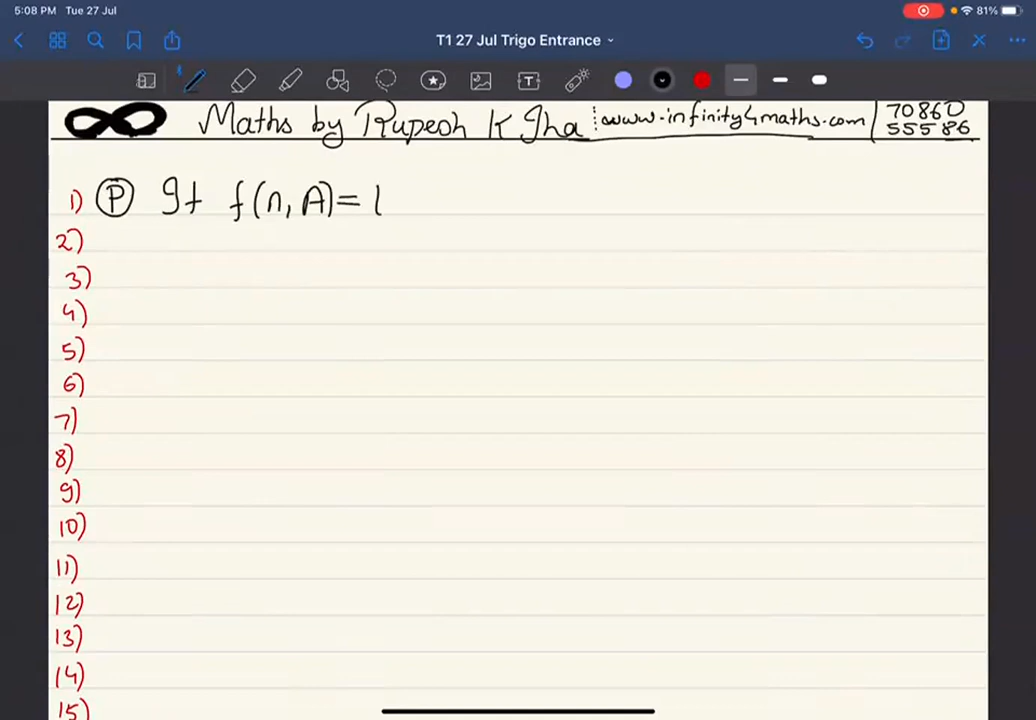 5:08 PM Tue 27 Jul
81%
T1 27 Jul Trigo Entrance
T
Maths by Rupesh K Jha
www.infinity4maths.com
70860
55586
1) P If f(n, A)= 1
2)
3)
4)
5)
6)
7)
8)
9)
10)
11)
12)
13)
14)
15)